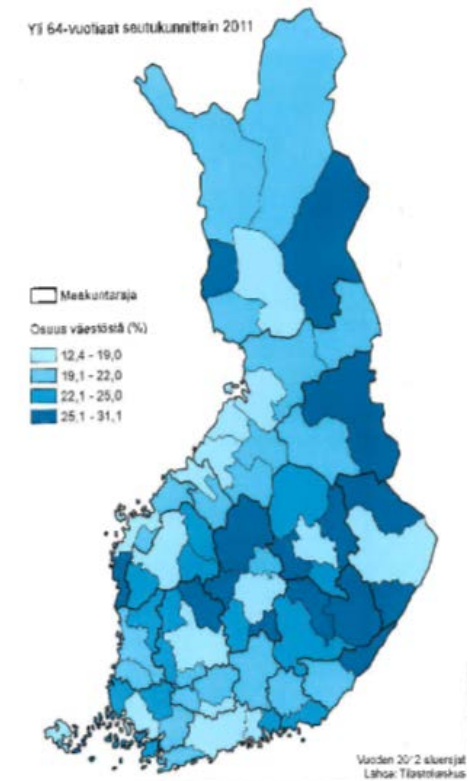 Yli 64-vuotiaat seutukunnittain 2011
Maakuntaraja
Osuus väestöstä (%)
12,4 - 19,0
19,1 - 22,0
22,1 - 25,0
25,1 - 31,1
Vuoden 2012 aluerajat
Lähde: Tilastokeskus